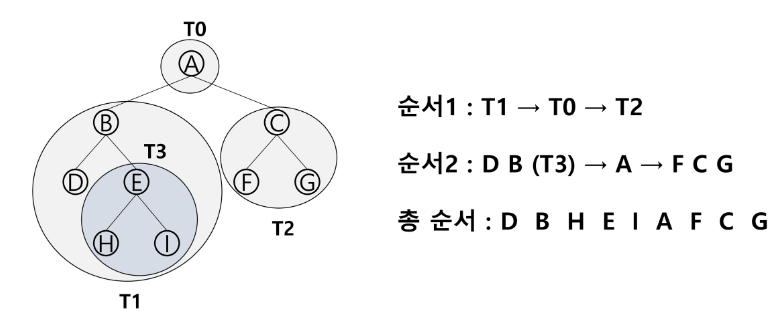 T0
A
B
C
T3
D
E
F
G
H
I
T2
T1
순서1 : T1 → T0 → T2
순서2 : D B (T3) → A → F C G
총 순서 : D B H E I A F C G